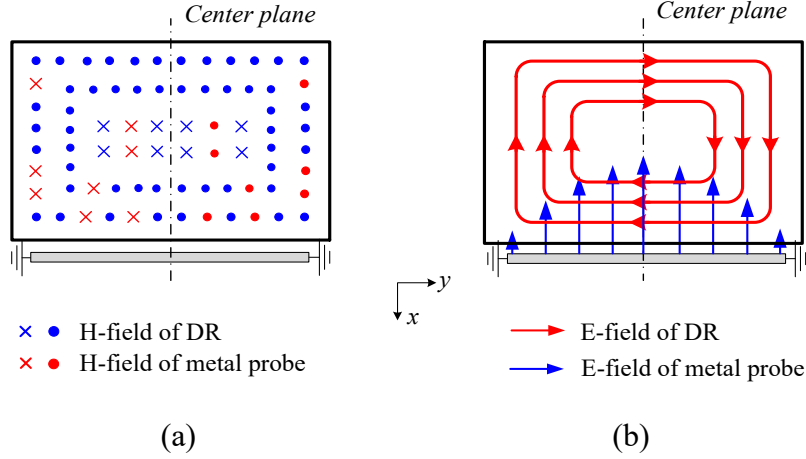 Center plane
Center plane
y
x
H-field of DR
H-field of metal probe
E-field of DR
E-field of metal probe
(a)
(b)